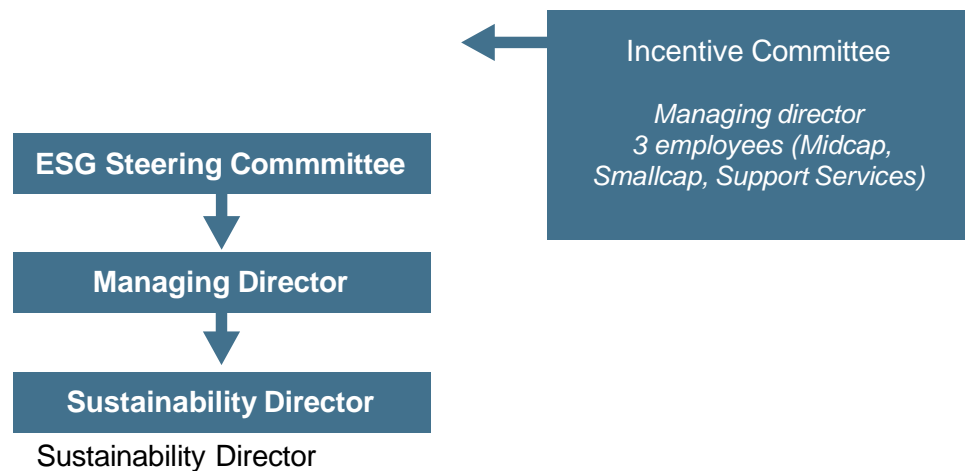 Incentive Committee
Managing director
3 employees (Midcap,
Smallcap, Support Services)
ESG Steering Commmittee
Managing Director
Sustainability Director
Sustainability Director